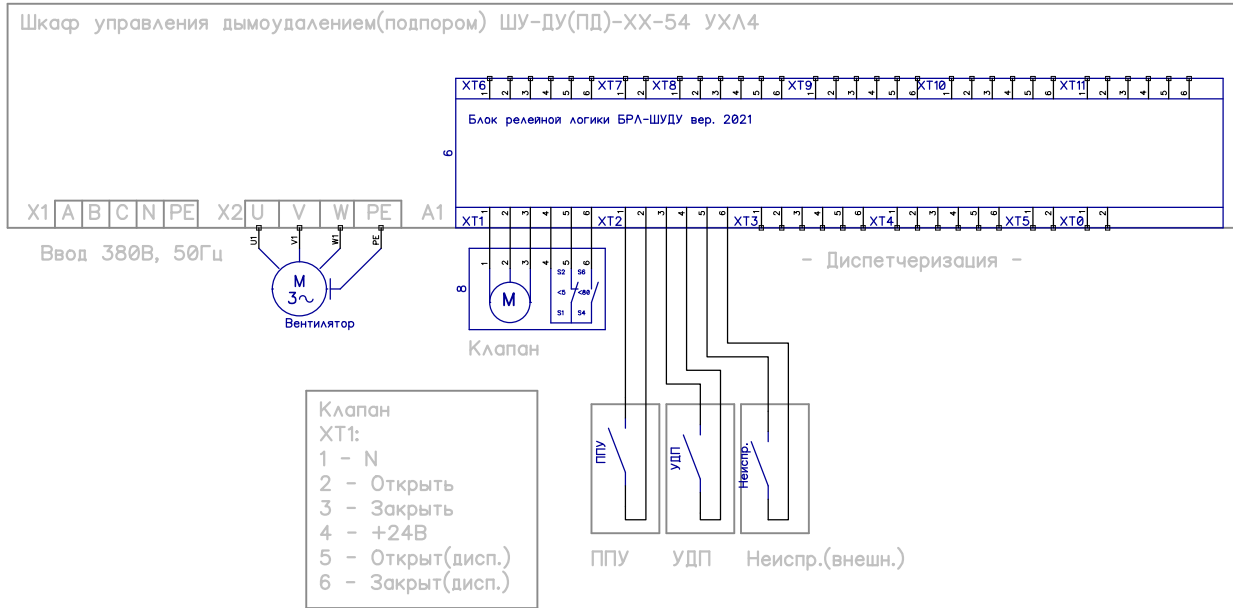 Шкаф управления дымоудалением(подпором) ШУ-ДУ(ПД)-ХХ-54 УХЛ4
XT6 1 2 3 4 5 6 XT7 1 2 XT8 1 2 3 4 5 6 XT9 1 2 3 4 5 6 XT10 1 2 3 4 5 6 XT11 1 2 3 4 5 6
Блок релейной логики БРЛ-ШУДУ вер. 2021
6
X1 A B C N PE X2 U V W PE A1
XT1 1 2 3 4 5 6 XT2 1 2 3 4 5 6 XT3 1 2 3 4 5 6 XT4 1 2 3 4 5 6 XT5 1 2 XT0 1 2
U1 V1 W1 PE
Ввод 380В, 50Гц
- Диспетчеризация -
M
3~
Вентилятор
8
1 2 3 4 5 6
S2 S6
<5 <80
S1 S4
M
Клапан
Клапан
XT1:
1 - N
2 - Открыть
3 - Закрыть
4 - +24В
5 - Открыт(дисп.)
6 - Закрыт(дисп.)
ППУ
УДП
Неиспр.
ППУ УДП Неиспр.(внешн.)